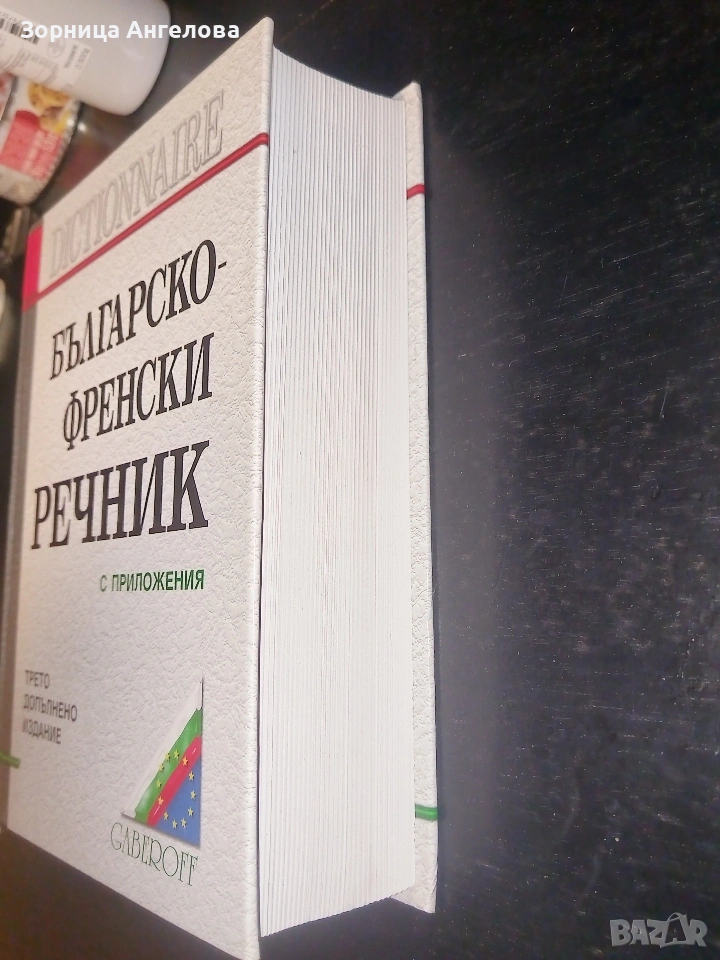 Зорница Ангелова
DICTIONNAIRE
БЪЛГАРСКО-
ФРЕНСКИ
РЕЧНИК
С ПРИЛОЖЕНИЯ
ТРЕТО
ДОПЪЛНЕНО
ИЗДАНИЕ
GABEROFF
BAZAR